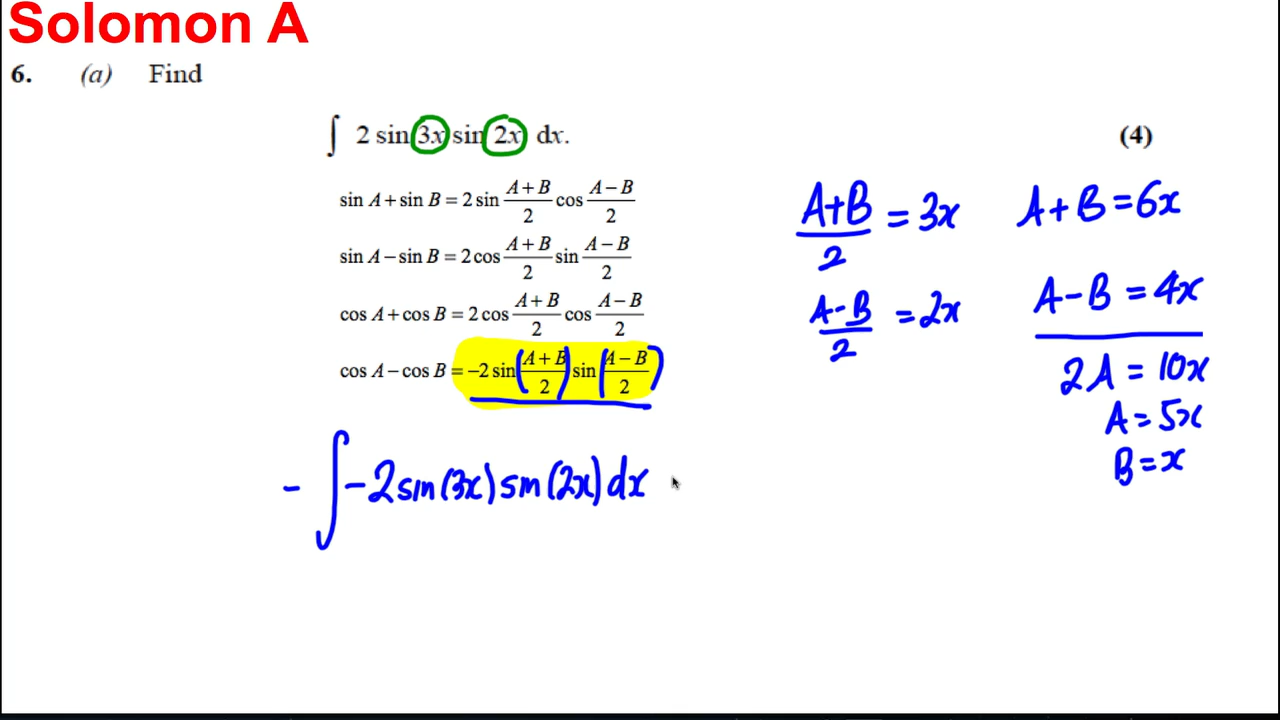 Solomon A
6. (a) Find
∫ 2 sin 3x sin 2x dx.
(4)
sin A + sin B = 2 sin (A+B)/2 cos (A−B)/2
sin A − sin B = 2 cos (A+B)/2 sin (A−B)/2
cos A + cos B = 2 cos (A+B)/2 cos (A−B)/2
cos A − cos B = −2 sin((A+B)/2) sin((A−B)/2)
- ∫ -2 sin(3x) sin(2x) dx
(A+B)/2 = 3x
(A-B)/2 = 2x
A+B = 6x
A-B = 4x
2A = 10x
A = 5x
B = x